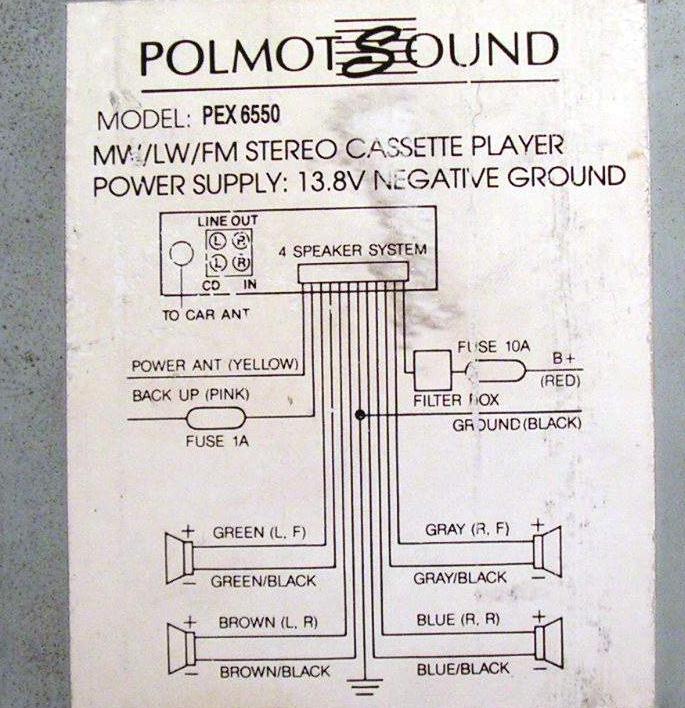 POLMOT SOUND
MODEL: PEX 6550
MW/LW/FM STEREO CASSETTE PLAYER
POWER SUPPLY: 13.8V NEGATIVE GROUND
LINE OUT
L R
L R
CD IN
4 SPEAKER SYSTEM
TO CAR ANT
POWER ANT (YELLOW)
BACK UP (PINK)
FUSE 1A
FUSE 10A
B+
(RED)
FILTER BOX
GROUND (BLACK)
+ GREEN (L, F)
- GREEN/BLACK
GRAY (R, F) +
GRAY/BLACK -
+ BROWN (L, R)
- BROWN/BLACK
BLUE (R, R) +
BLUE/BLACK -